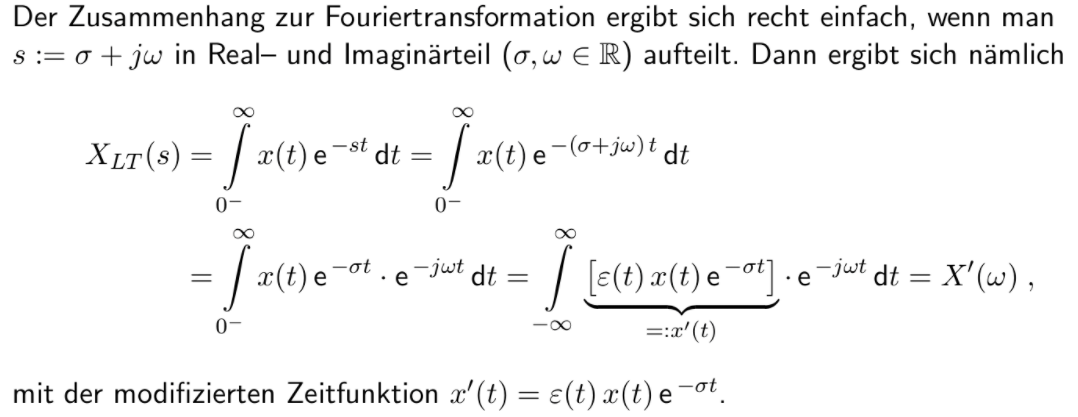 Der Zusammenhang zur Fouriertransformation ergibt sich recht einfach, wenn man
s := σ + jω in Real– und Imaginärteil (σ, ω ∈ ℝ) aufteilt. Dann ergibt sich nämlich
X_{LT}(s) = ∫_{0^-}^{∞} x(t) e^{-st} dt = ∫_{0^-}^{∞} x(t) e^{-(σ+jω) t} dt
= ∫_{0^-}^{∞} x(t) e^{-σt} · e^{-jωt} dt = ∫_{-∞}^{∞} [ε(t) x(t) e^{-σt}] · e^{-jωt} dt = X′(ω) ,
=:x′(t)
mit der modifizierten Zeitfunktion x′(t) = ε(t) x(t) e^{-σt}.